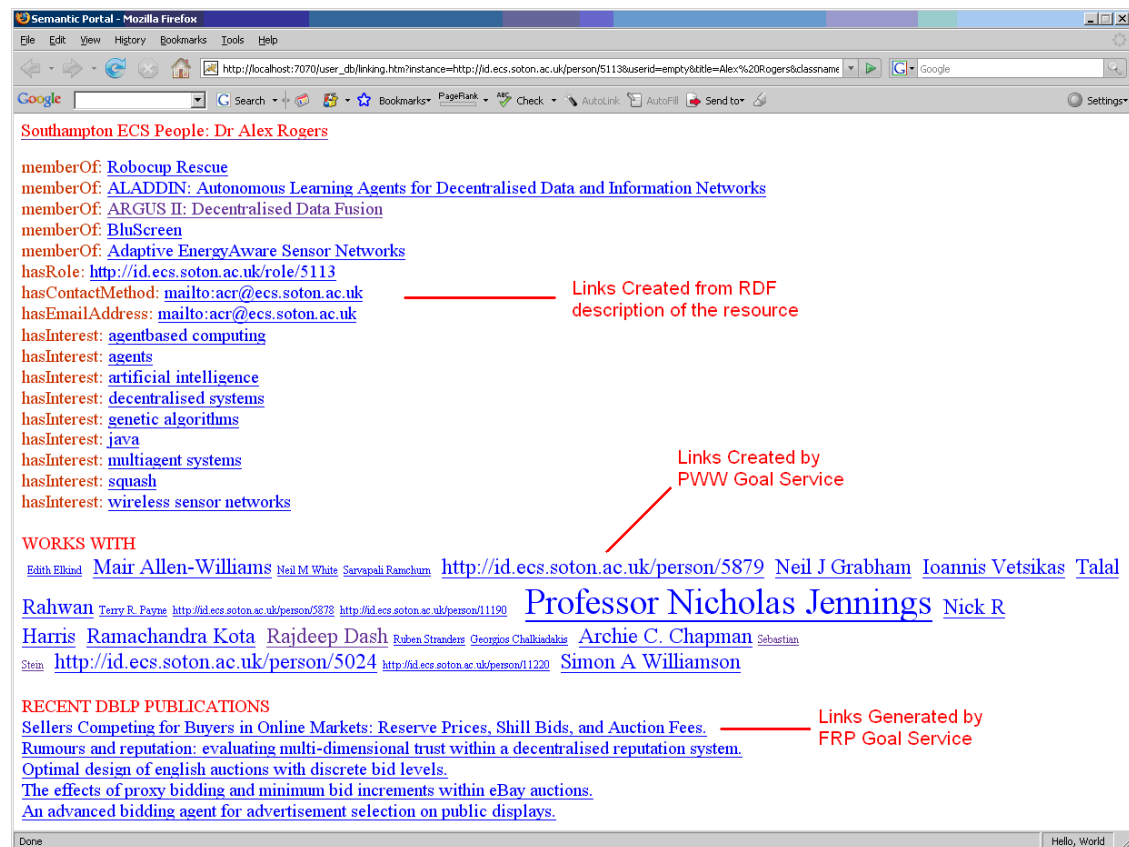 Semantic Portal - Mozilla Firefox
File Edit View History Bookmarks Tools Help
http://localhost:7070/user_db/linking.htm?instance=http://id.ecs.soton.ac.uk/person/5113&userid=empty&title=Alex%20Rogers&classname
G Google
Google G Search Bookmarks PageRank ABC Check AutoLink AutoFill Send to Settings
Southampton ECS People: Dr Alex Rogers
memberOf: Robocup Rescue
memberOf: ALADDIN: Autonomous Learning Agents for Decentralised Data and Information Networks
memberOf: ARGUS II: Decentralised Data Fusion
memberOf: BluScreen
memberOf: Adaptive EnergyAware Sensor Networks
hasRole: http://id.ecs.soton.ac.uk/role/5113
hasContactMethod: mailto:acr@ecs.soton.ac.uk
hasEmailAddress: mailto:acr@ecs.soton.ac.uk
Links Created from RDF
description of the resource
hasInterest: agentbased computing
hasInterest: agents
hasInterest: artificial intelligence
hasInterest: decentralised systems
hasInterest: genetic algorithms
hasInterest: java
hasInterest: multiagent systems
hasInterest: squash
hasInterest: wireless sensor networks
Links Created by
PWW Goal Service
WORKS WITH
Edith Elkind Mair Allen-Williams Neil M White Sarvapali Ramchurn http://id.ecs.soton.ac.uk/person/5879 Neil J Grabham Ioannis Vetsikas Talal
Rahwan Terry R. Payne http://id.ecs.soton.ac.uk/person/5878 http://id.ecs.soton.ac.uk/person/11190 Professor Nicholas Jennings Nick R
Harris Ramachandra Kota Rajdeep Dash Ruben Stranders Georgios Chalkiadakis Archie C. Chapman Sebastian
Stein http://id.ecs.soton.ac.uk/person/5024 http://id.ecs.soton.ac.uk/person/11220 Simon A Williamson
RECENT DBLP PUBLICATIONS
Sellers Competing for Buyers in Online Markets: Reserve Prices, Shill Bids, and Auction Fees.
Rumours and reputation: evaluating multi-dimensional trust within a decentralised reputation system.
Optimal design of english auctions with discrete bid levels.
The effects of proxy bidding and minimum bid increments within eBay auctions.
An advanced bidding agent for advertisement selection on public displays.
Links Generated by
FRP Goal Service
Done Hello, World